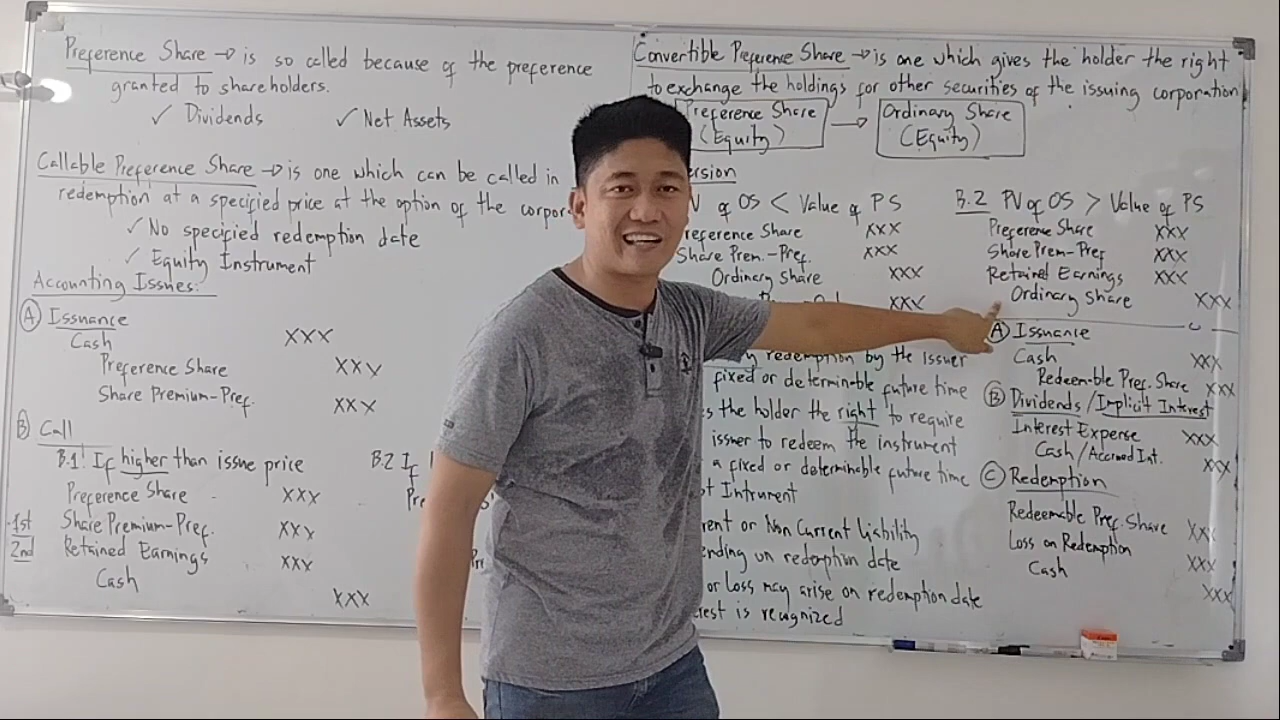 Preference Share → is so called because of the preference
granted to shareholders.
✓ Dividends ✓ Net Assets
Callable Preference Share → is one which can be called in
redemption at a specified price at the option of the corpor
✓ No specified redemption date
✓ Equity Instrument
Accounting Issues:
(A) Issuance
Cash XXX
Preference Share XXX
Share Premium-Pref. XXX
(B) Call
B.1 If higher than issue price
Preference Share XXX
1st Share Premium-Pref. XXX
2nd Retained Earnings XXX
Cash XXX
B.2 If
Pre
Convertible Preference Share → is one which gives the holder the right
to exchange the holdings for other securities of the issuing corporation
Preference Share (Equity) → Ordinary Share (Equity)
ersion
V of OS < Value of PS
Preference Share XXX
Share Prem.-Pref. XXX
Ordinary Share XXX
XXX
B.2 PV of OS > Value of PS
Preference Share XXX
Share Prem-Pref XXX
Retained Earnings XXX
Ordinary Share XXX
redemption by the issuer
fixed or determinable future time
s the holder the right to require
issuer to redeem the instrument
a fixed or determinable future time
t Intrument
rent or Non Current Liability
ending on redemption date
or Loss may arise on redemption date
rest is recognized
(A) Issuance
Cash XXX
Redeemable Pref. Share XXX
(B) Dividends/Implicit Interest
Interest Expense XXX
Cash/Accrued Int. XX
(C) Redemption
Redeemable Pref. Share XXX
Loss on Redemption XXX
Cash XXX